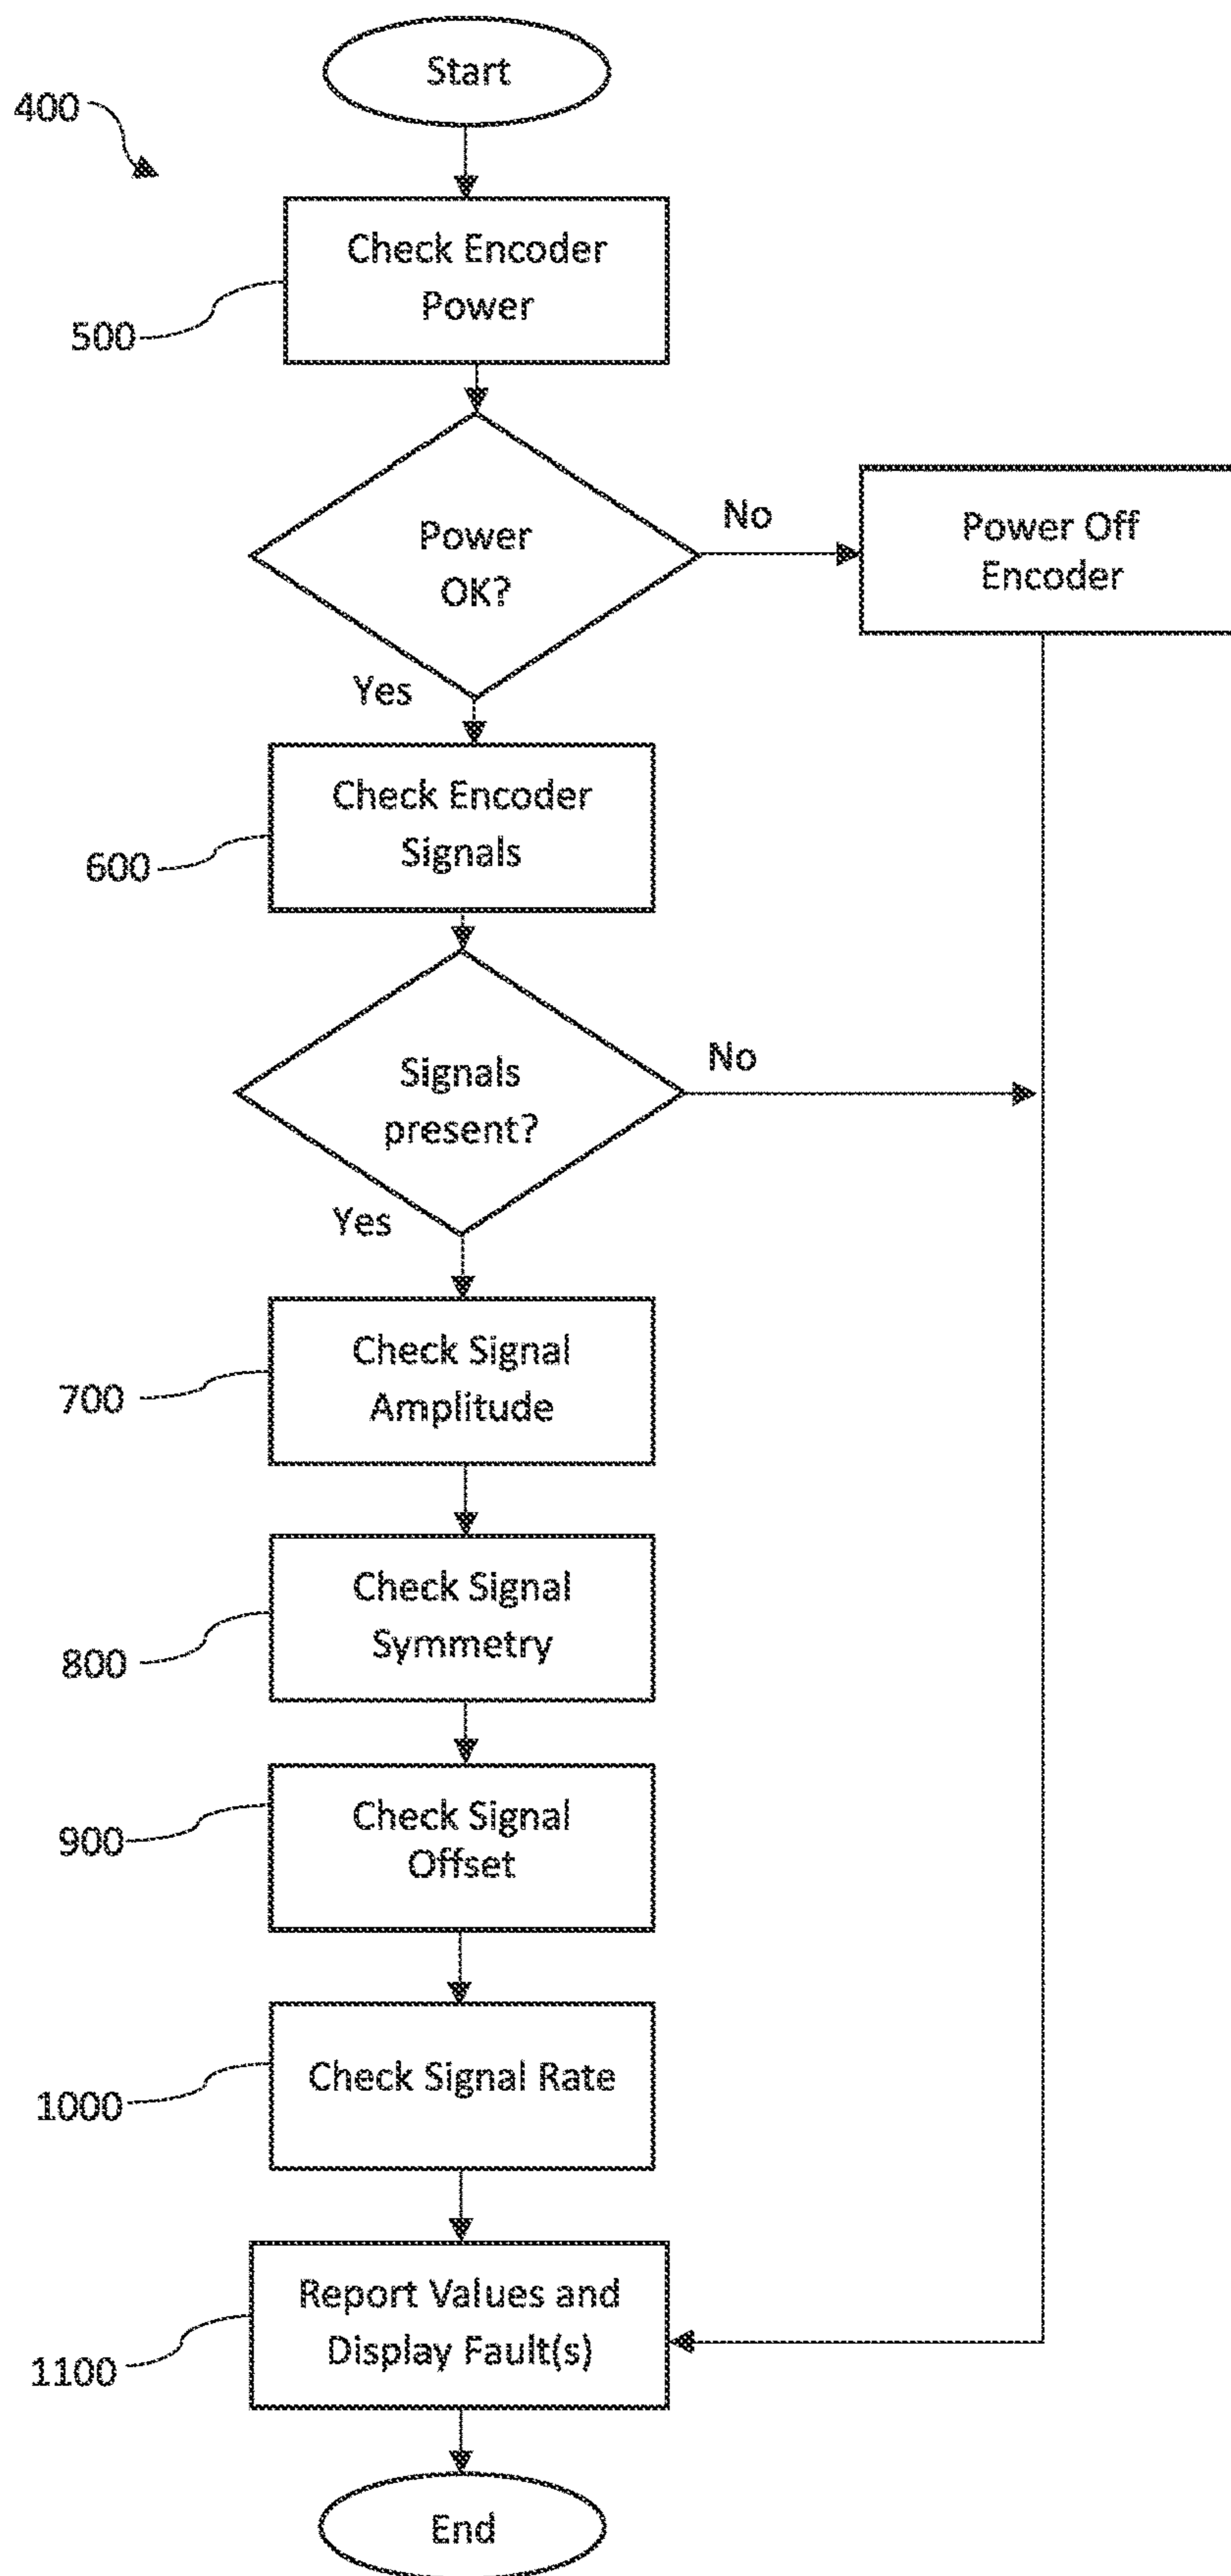 Start
400
Check Encoder
Power
500
Power
OK?
No
Power Off
Encoder
Yes
Check Encoder
Signals
600
Signals
present?
No
Yes
Check Signal
Amplitude
700
Check Signal
Symmetry
800
Check Signal
Offset
900
Check Signal Rate
1000
Report Values and
Display Fault(s)
1100
End